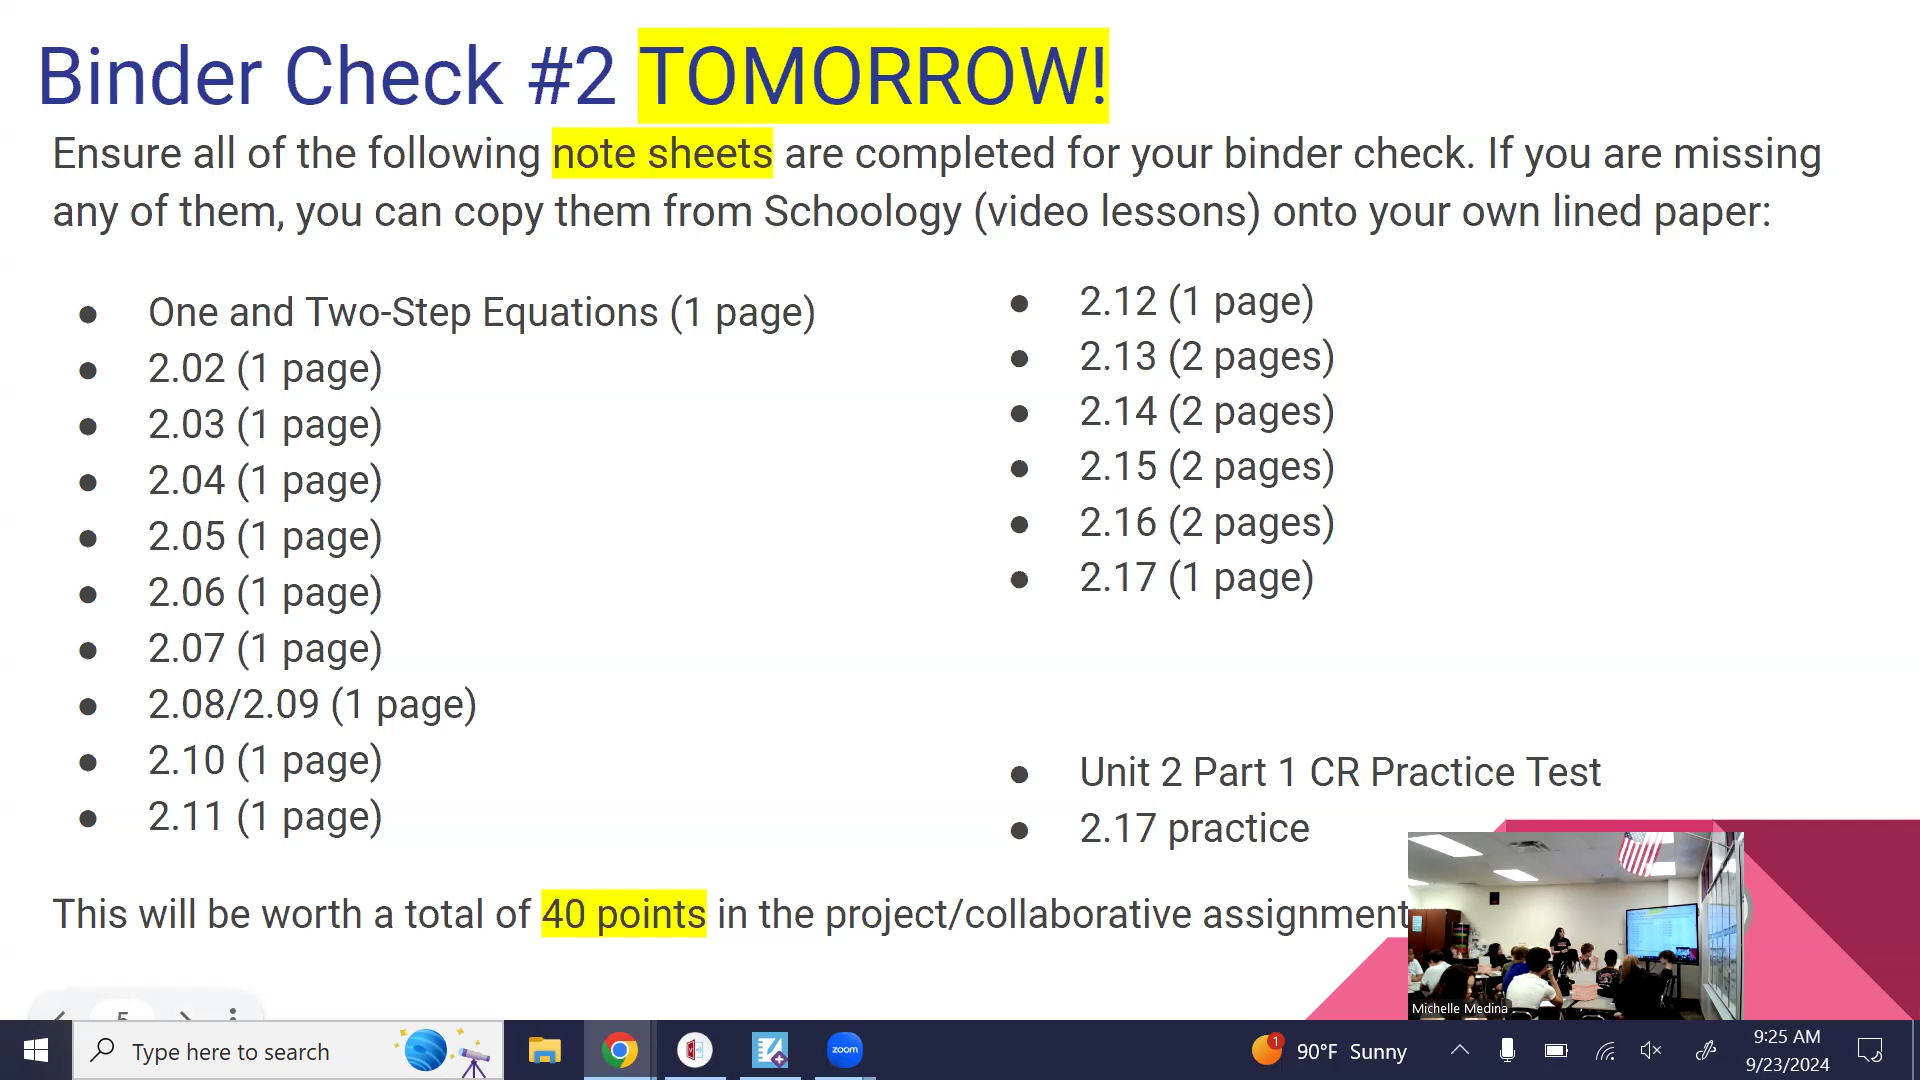 Binder Check #2 TOMORROW!
Ensure all of the following note sheets are completed for your binder check. If you are missing
any of them, you can copy them from Schoology (video lessons) onto your own lined paper:
● One and Two-Step Equations (1 page)
● 2.02 (1 page)
● 2.03 (1 page)
● 2.04 (1 page)
● 2.05 (1 page)
● 2.06 (1 page)
● 2.07 (1 page)
● 2.08/2.09 (1 page)
● 2.10 (1 page)
● 2.11 (1 page)
● 2.12 (1 page)
● 2.13 (2 pages)
● 2.14 (2 pages)
● 2.15 (2 pages)
● 2.16 (2 pages)
● 2.17 (1 page)
● Unit 2 Part 1 CR Practice Test
● 2.17 practice
This will be worth a total of 40 points in the project/collaborative assignment
Michelle Medina
5
Type here to search
zoom
1
90°F Sunny
9:25 AM
9/23/2024